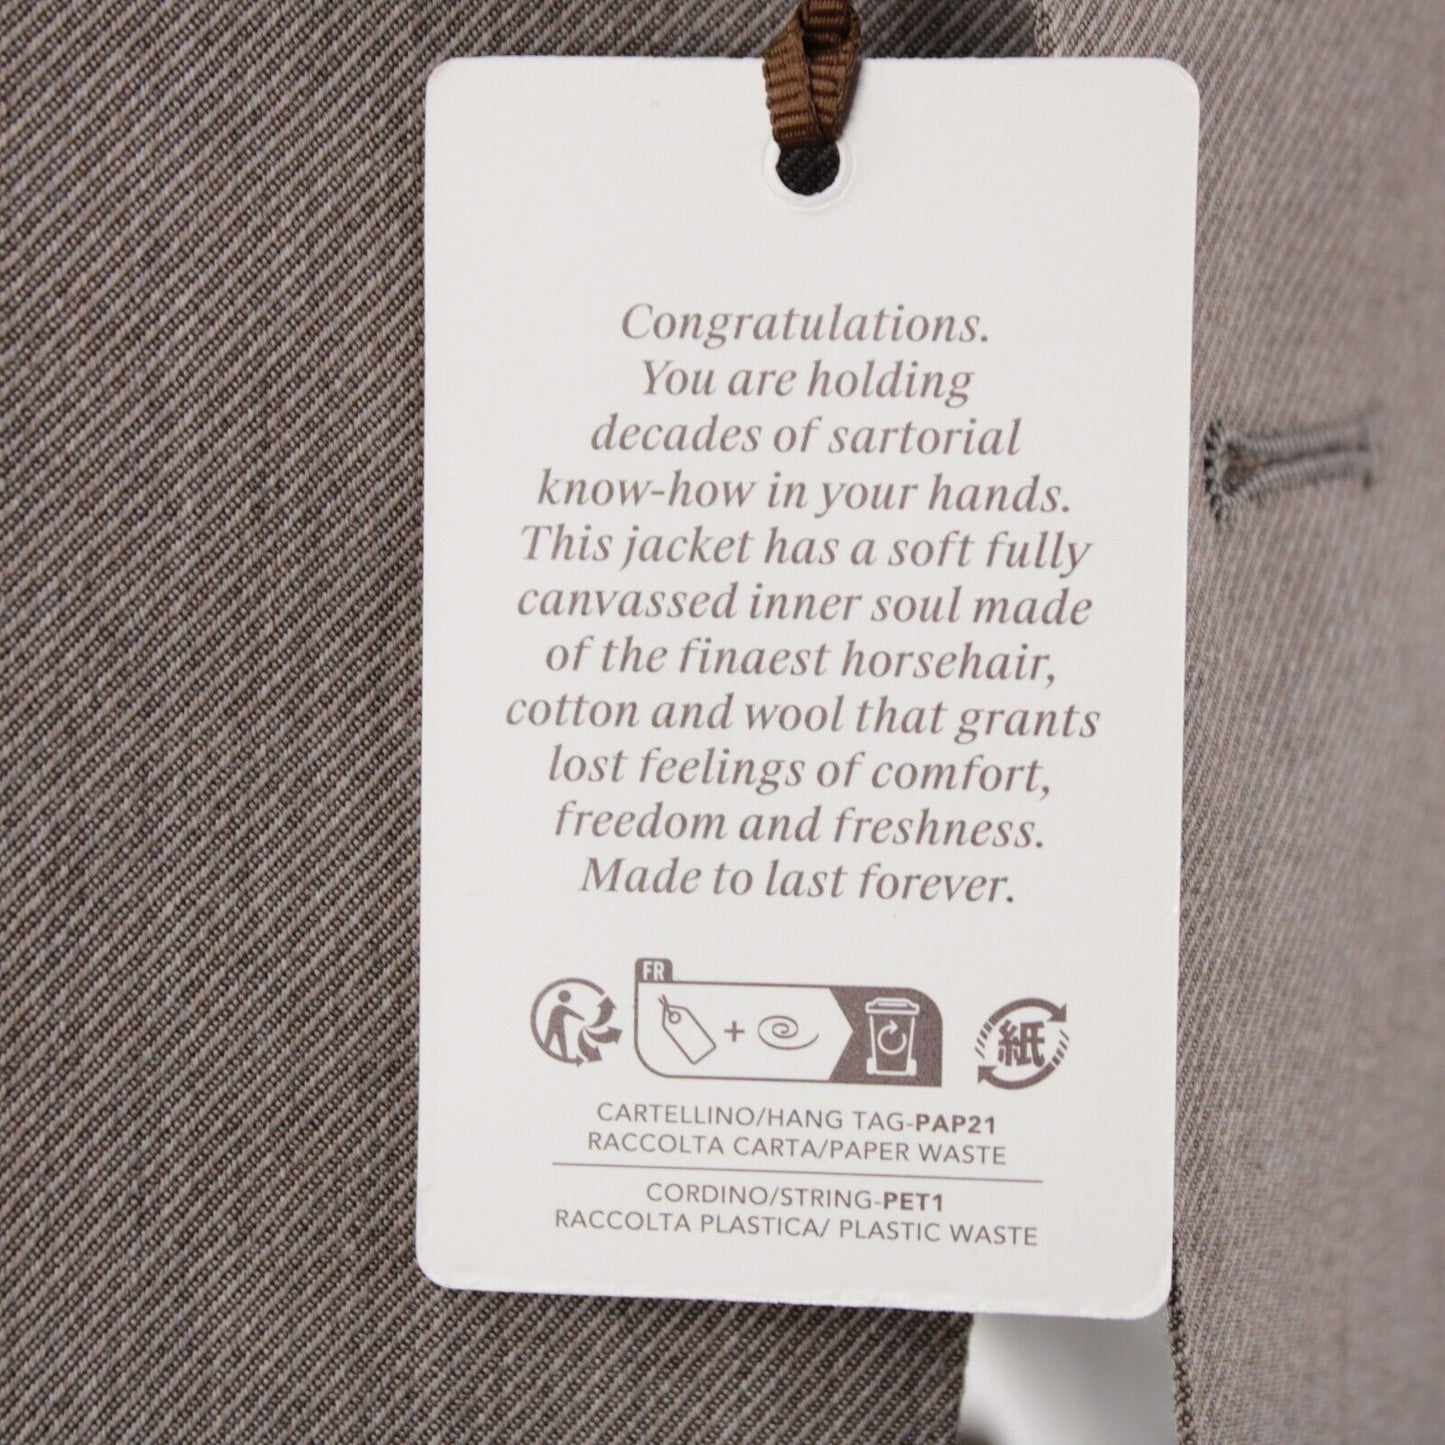 Congratulations.
You are holding
decades of sartorial
know-how in your hands.
This jacket has a soft fully
canvassed inner soul made
of the finaest horsehair,
cotton and wool that grants
lost feelings of comfort,
freedom and freshness.
Made to last forever.
FR
+
紙
CARTELLINO/HANG TAG-PAP21
RACCOLTA CARTA/PAPER WASTE
CORDINO/STRING-PET1
RACCOLTA PLASTICA/ PLASTIC WASTE